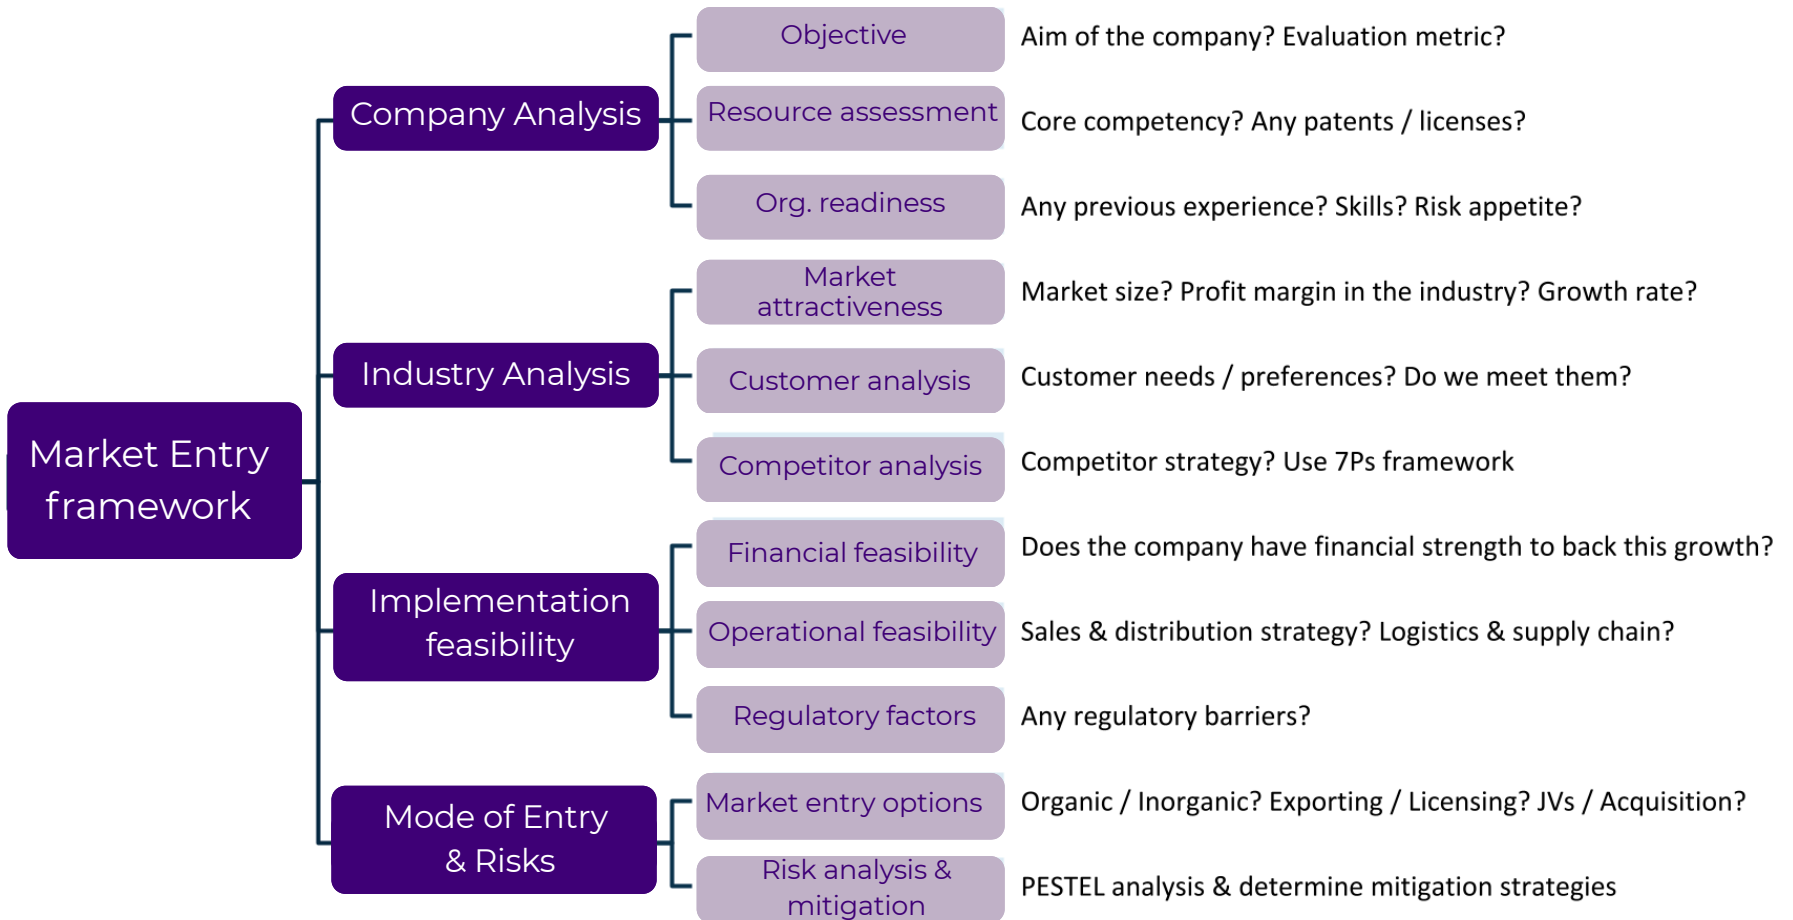 Market Entry
framework
Company Analysis
Objective
Aim of the company? Evaluation metric?
Resource assessment
Core competency? Any patents / licenses?
Org. readiness
Any previous experience? Skills? Risk appetite?
Industry Analysis
Market
attractiveness
Market size? Profit margin in the industry? Growth rate?
Customer analysis
Customer needs / preferences? Do we meet them?
Competitor analysis
Competitor strategy? Use 7Ps framework
Implementation
feasibility
Financial feasibility
Does the company have financial strength to back this growth?
Operational feasibility
Sales & distribution strategy? Logistics & supply chain?
Regulatory factors
Any regulatory barriers?
Mode of Entry
& Risks
Market entry options
Organic / Inorganic? Exporting / Licensing? JVs / Acquisition?
Risk analysis &
mitigation
PESTEL analysis & determine mitigation strategies